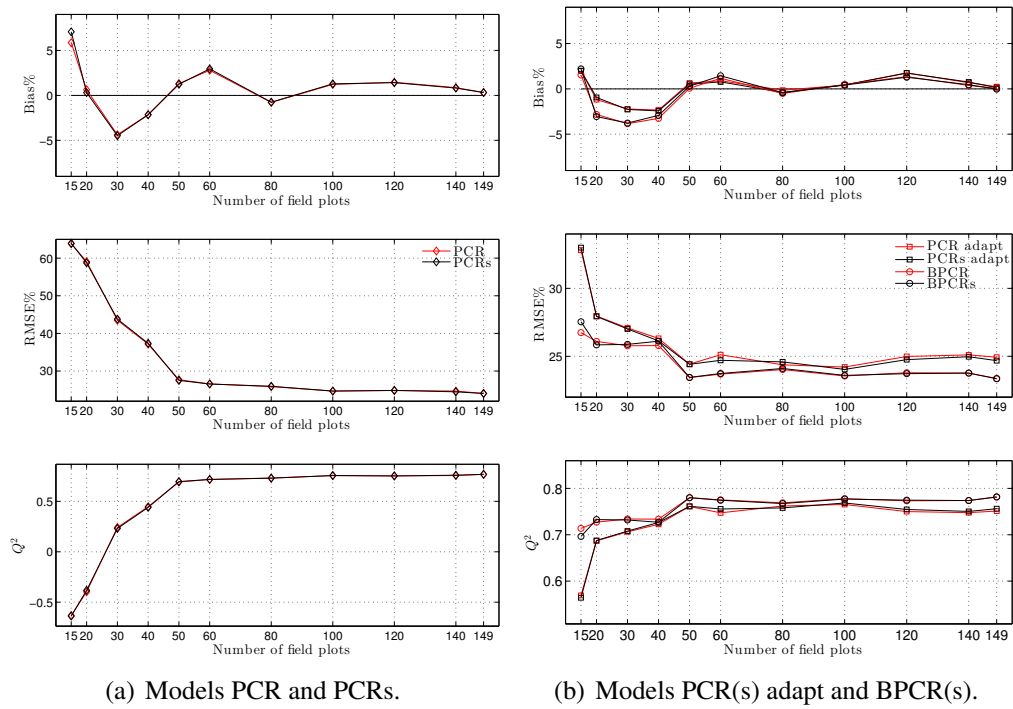 5
0
−5
Bias%
15 20 30 40 50 60 80 100 120 140 149
Number of field plots
60
50
40
30
RMSE%
PCR
PCRs
15 20 30 40 50 60 80 100 120 140 149
Number of field plots
0.5
0
−0.5
Q²
15 20 30 40 50 60 80 100 120 140 149
Number of field plots
(a) Models PCR and PCRs.
5
0
−5
Bias%
15 20 30 40 50 60 80 100 120 140 149
Number of field plots
30
25
RMSE%
PCR adapt
PCRs adapt
BPCR
BPCRs
15 20 30 40 50 60 80 100 120 140 149
Number of field plots
0.8
0.7
0.6
Q²
15 20 30 40 50 60 80 100 120 140 149
Number of field plots
(b) Models PCR(s) adapt and BPCR(s).